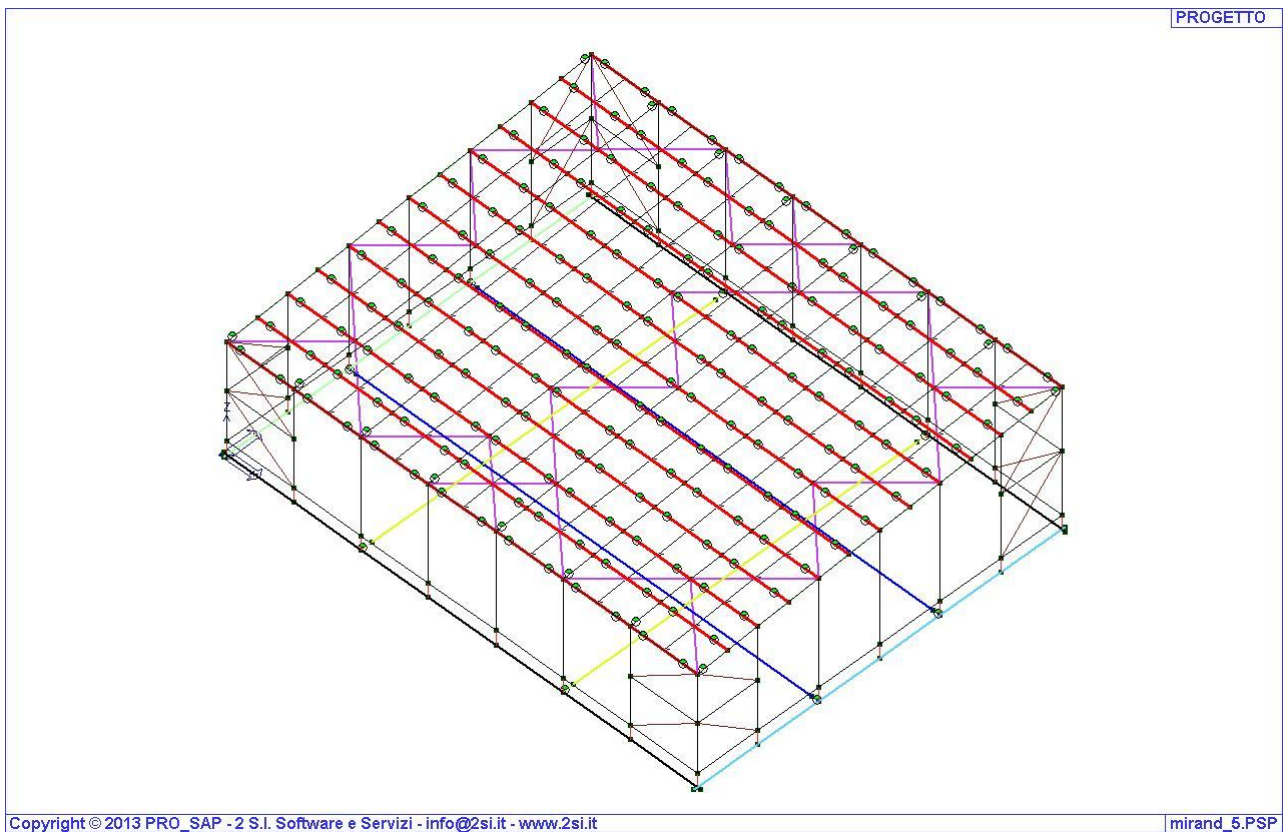 PROGETTO
Z
Copyright © 2013 PRO_SAP - 2 S.I. Software e Servizi - info@2si.it - www.2si.it
mirand_5.PSP